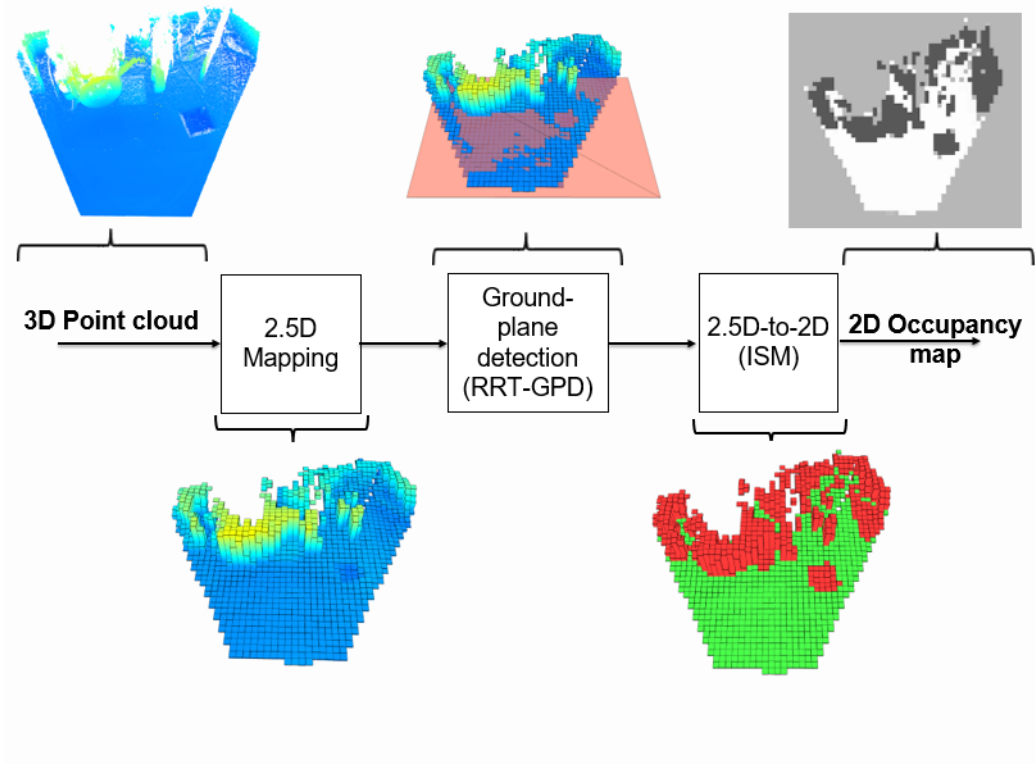 3D Point cloud
2.5D
Mapping
Ground-
plane
detection
(RRT-GPD)
2.5D-to-2D
(ISM)
2D Occupancy
map